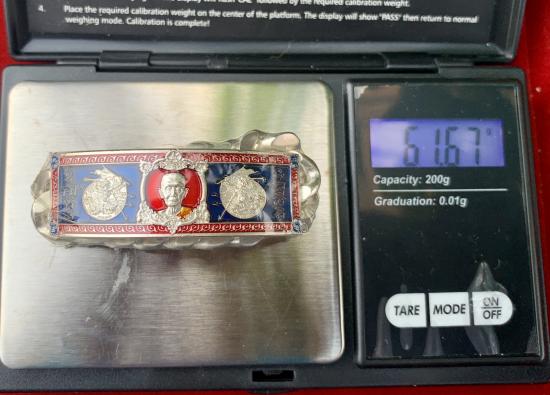 4. Place the required calibration weight on the center of the platform. The display will show "PASS" then return to normal
weighing mode. Calibration is complete!
61.67 g
Capacity: 200g
Graduation: 0.01g
TARE
MODE
ON
OFF